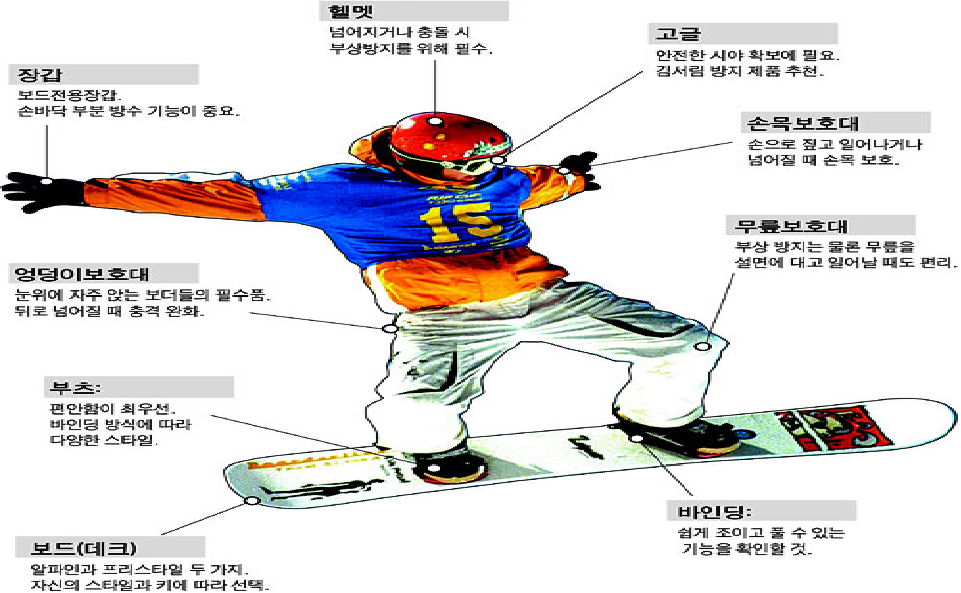 헬멧
넘어지거나 충돌 시
부상방지를 위해 필수.
고글
안전한 시야 확보에 필요.
김서림 방지 제품 추천.
장갑
보드전용장갑.
손바닥 부분 방수 기능이 중요.
손목보호대
손으로 짚고 일어나거나
넘어질 때 손목 보호.
15
무릎보호대
부상 방지는 물론 무릎을
설면에 대고 일어날 때도 편리.
엉덩이보호대
눈위에 자주 앉는 보더들의 필수품.
뒤로 넘어질 때 충격 완화.
부츠:
편안함이 최우선.
바인딩 방식에 따라
다양한 스타일.
바인딩:
쉽게 조이고 풀 수 있는
기능을 확인할 것.
보드(데크)
알파인과 프리스타일 두 가지.
자신의 스타일과 키에 따라 선택.